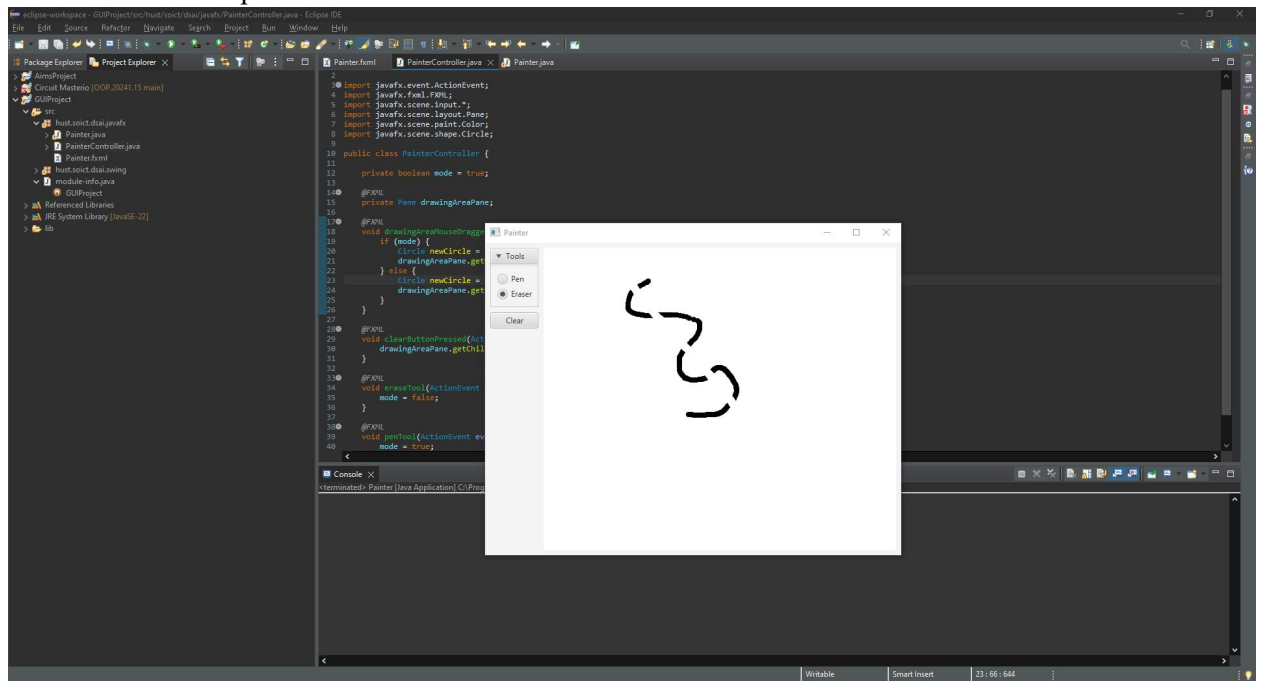 eclipse-workspace - GUIProject/src/hust/soict/dsai/javafx/PainterController.java - Eclipse IDE
File Edit Source Refactor Navigate Search Project Run Window Help
Package Explorer Project Explorer
AimsProject
Circuit Masterio [OOP.20241.15 main]
GUIProject
src
hust.soict.dsai.javafx
Painter.java
PainterController.java
Painter.fxml
hust.soict.dsai.swing
module-info.java
GUIProject
Referenced Libraries
JRE System Library [JavaSE-22]
lib
Painter.fxml PainterController.java Painter.java
2
3 import javafx.event.ActionEvent;
4 import javafx.fxml.FXML;
5 import javafx.scene.input.*;
6 import javafx.scene.layout.Pane;
7 import javafx.scene.paint.Color;
8 import javafx.scene.shape.Circle;
9
10 public class PainterController {
11
12 private boolean mode = true;
13
14 @FXML
15 private Pane drawingAreaPane;
16
17 @FXML
18 void drawingAreaMouseDragge
19 if (mode) {
20 Circle newCircle =
21 drawingAreaPane.get
22 } else {
23 Circle newCircle =
24 drawingAreaPane.get
25 }
26 }
27
28 @FXML
29 void clearButtonPressed(Act
30 drawingAreaPane.getChil
31 }
32
33 @FXML
34 void eraseTool(ActionEvent
35 mode = false;
36 }
37
38 @FXML
39 void penTool(ActionEvent ev
40 mode = true;
Painter
Tools
Pen
Eraser
Clear
Console
<terminated> Painter [Java Application] C:\Prog
Writable Smart Insert 23 : 66 : 644